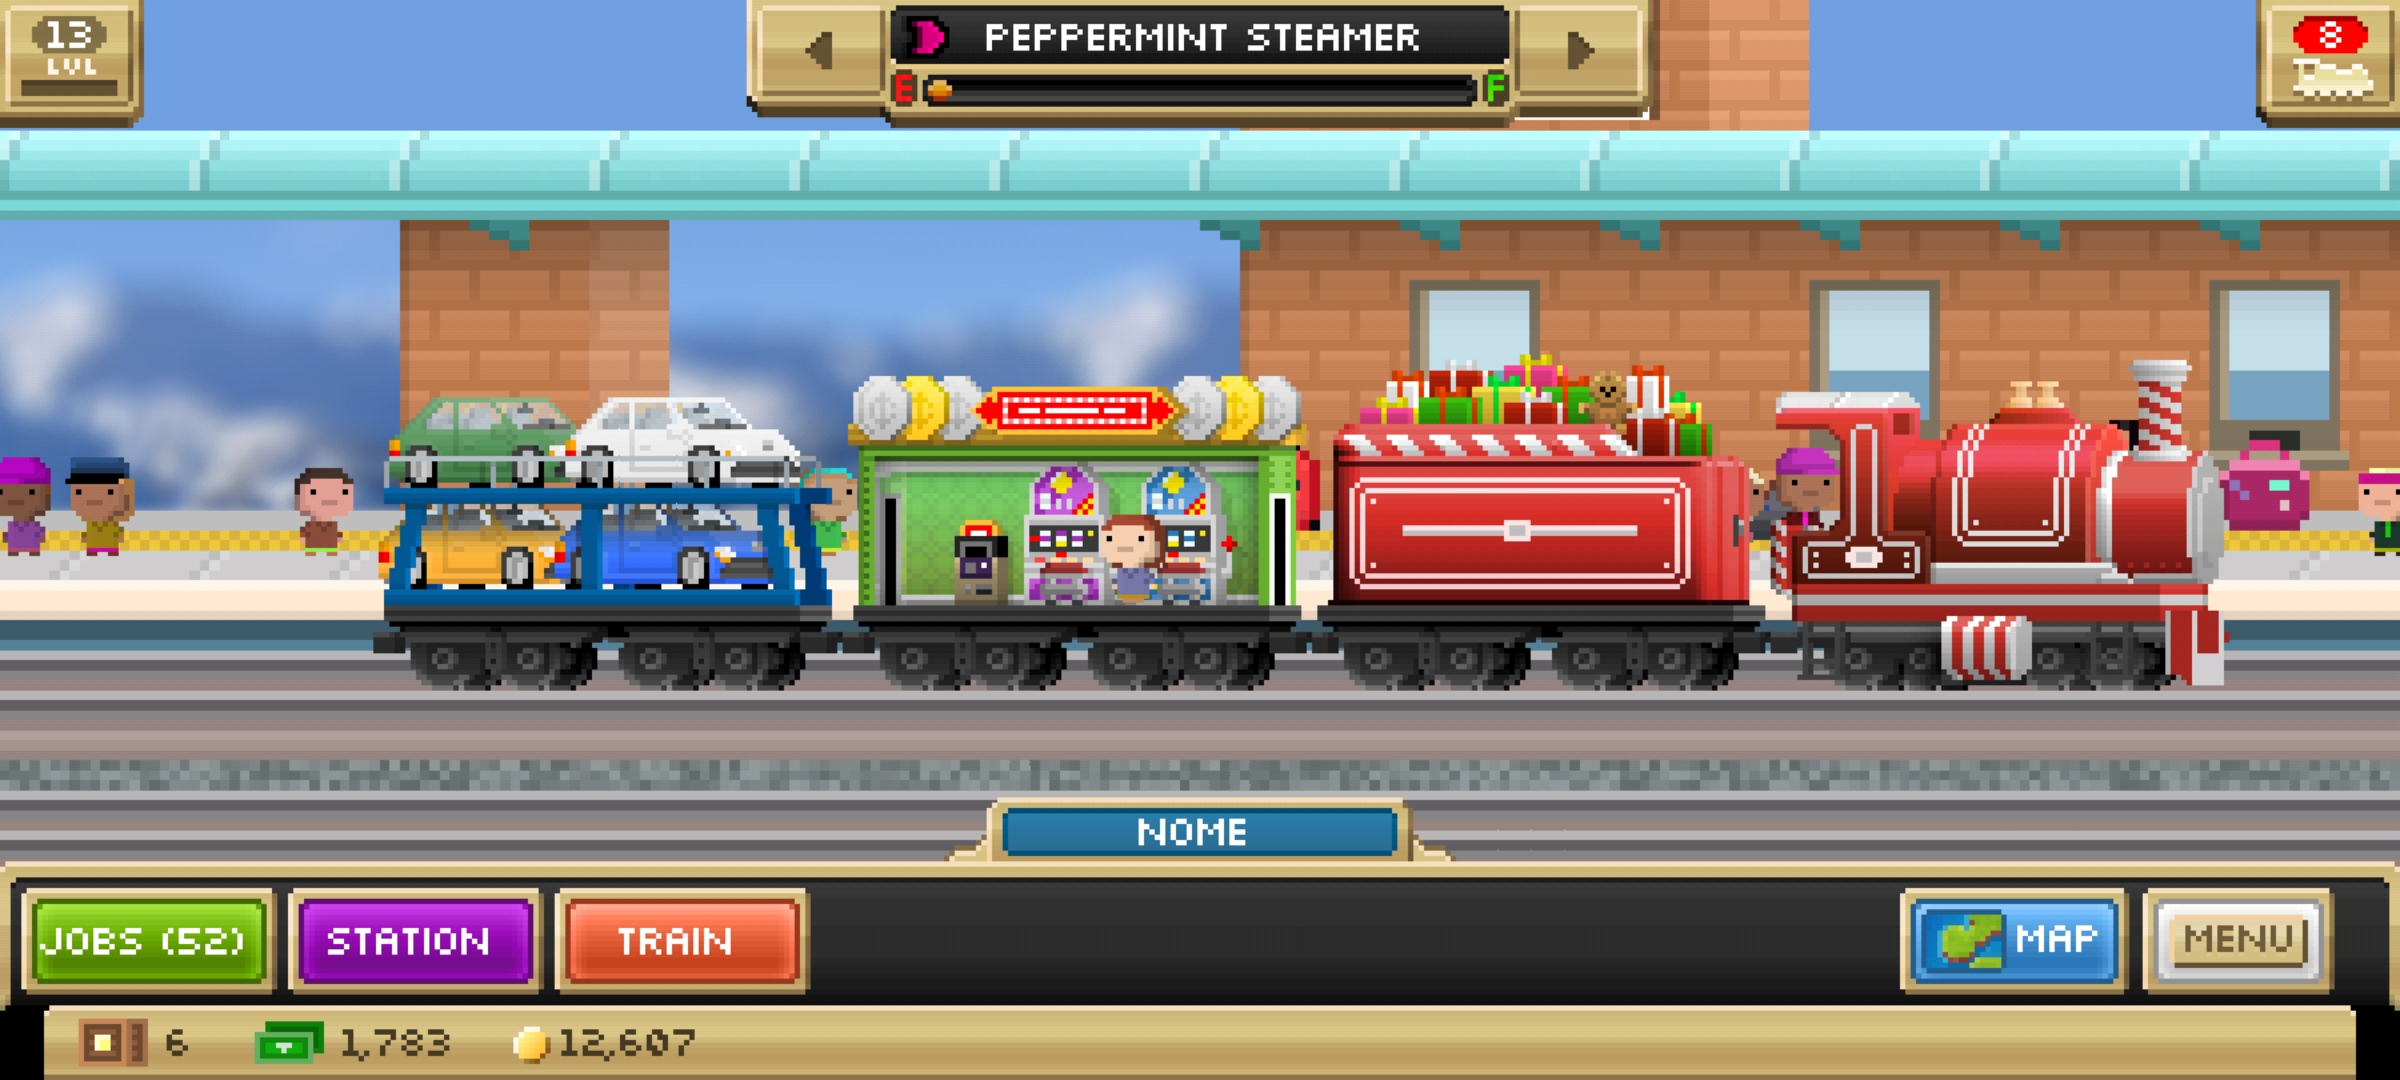 13
LVL
PEPPERMINT STEAMER
E
F
8
NOME
JOBS (52)
STATION
TRAIN
MAP
MENU
6
1,783
12,607